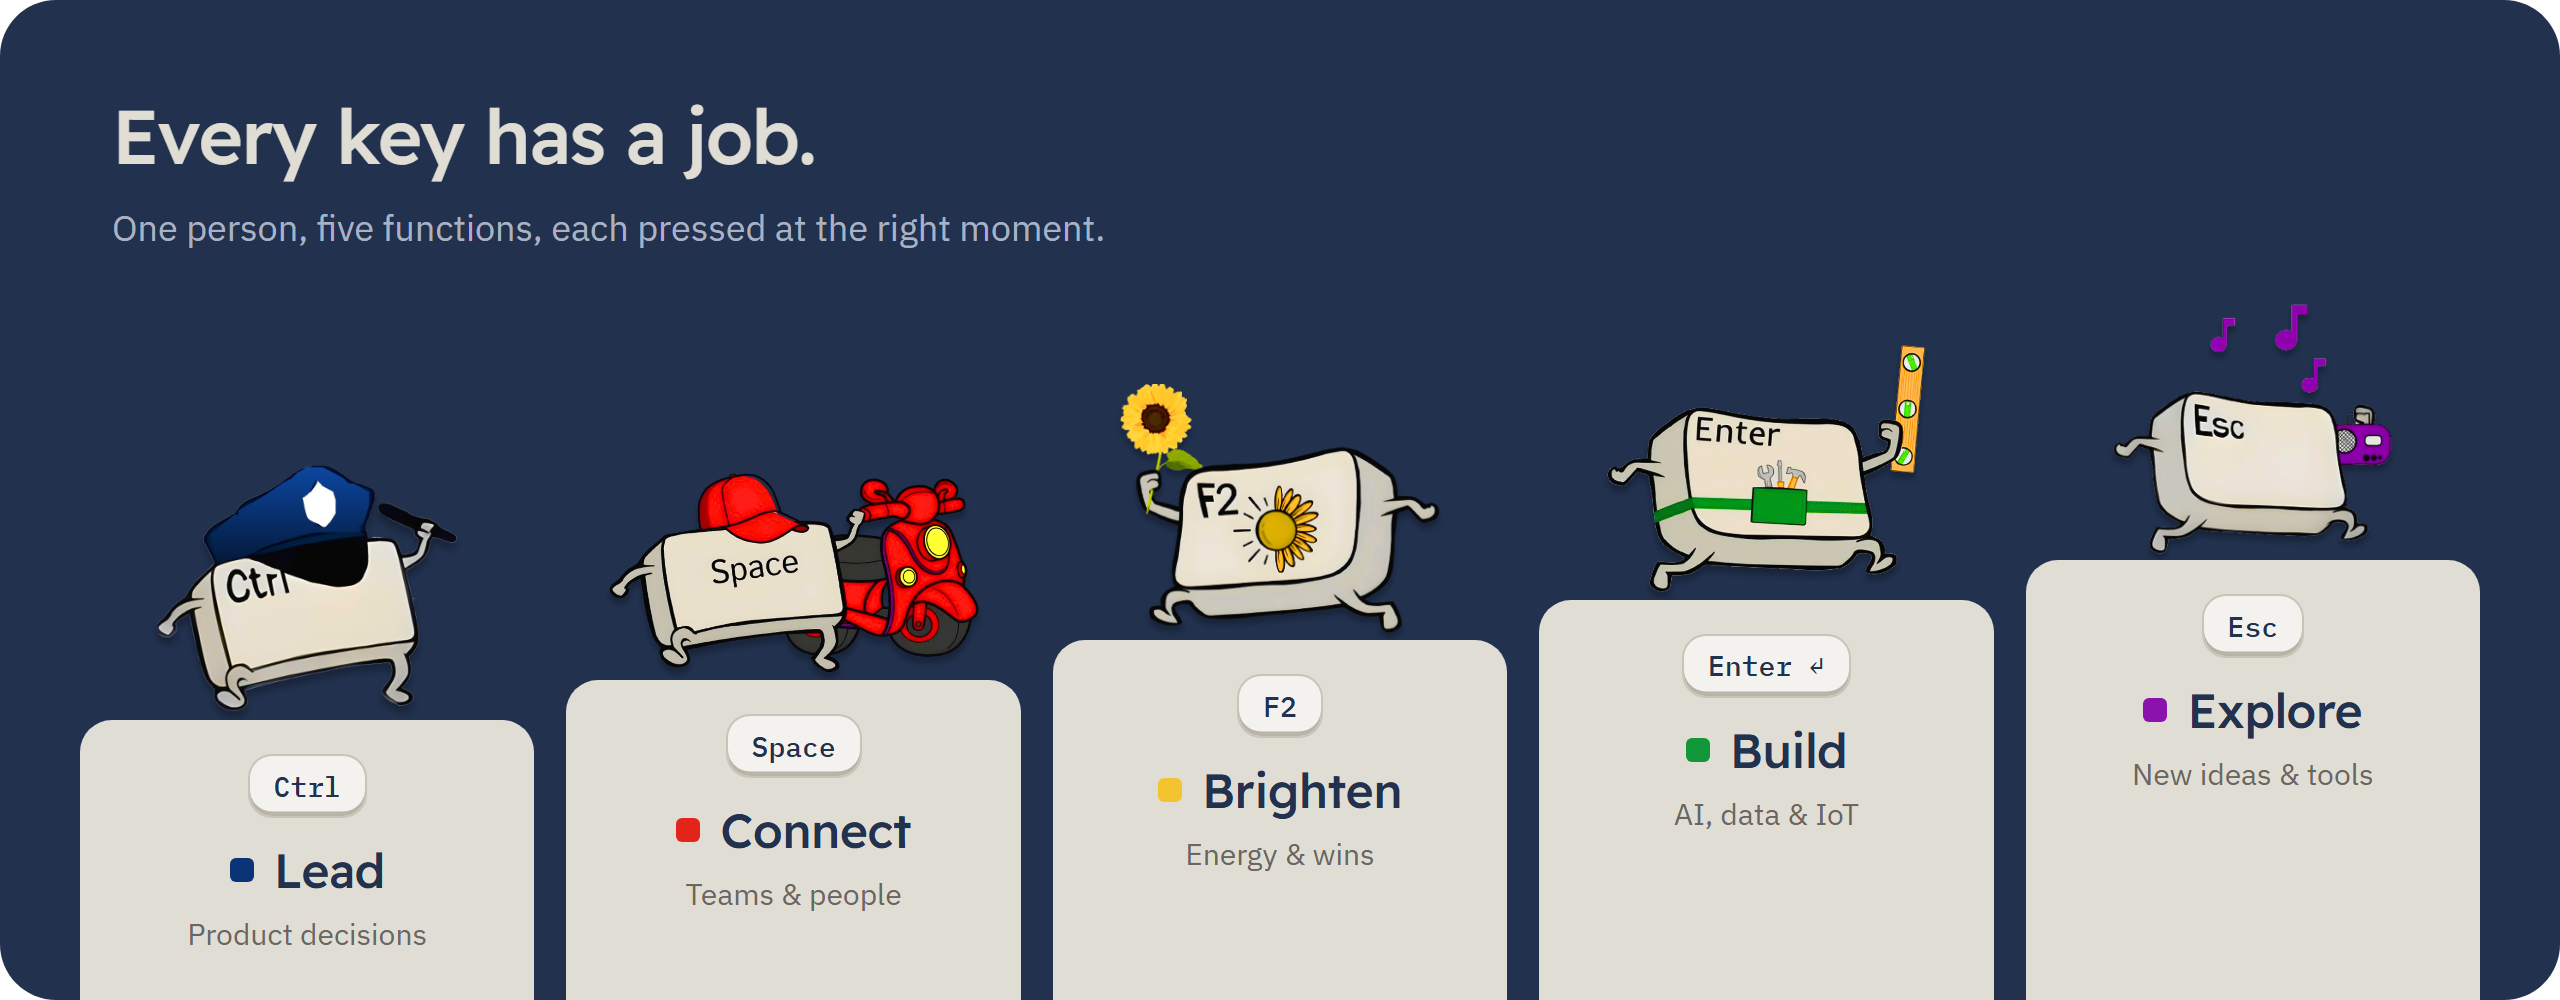 Every key has a job.
One person, five functions, each pressed at the right moment.
Ctrl
Ctrl
Lead
Product decisions
Space
Space
Connect
Teams & people
F2
F2
Brighten
Energy & wins
Enter
Enter ↲
Build
AI, data & IoT
Esc
Esc
Explore
New ideas & tools